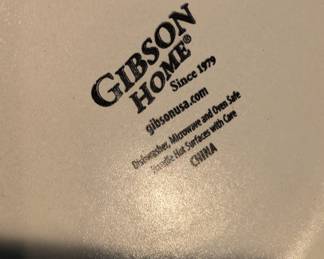 GIBSON
HOME®
Since 1979
gibsonusa.com
Dishwasher, Microwave and Oven Safe
Handle Hot Surfaces with Care
CHINA